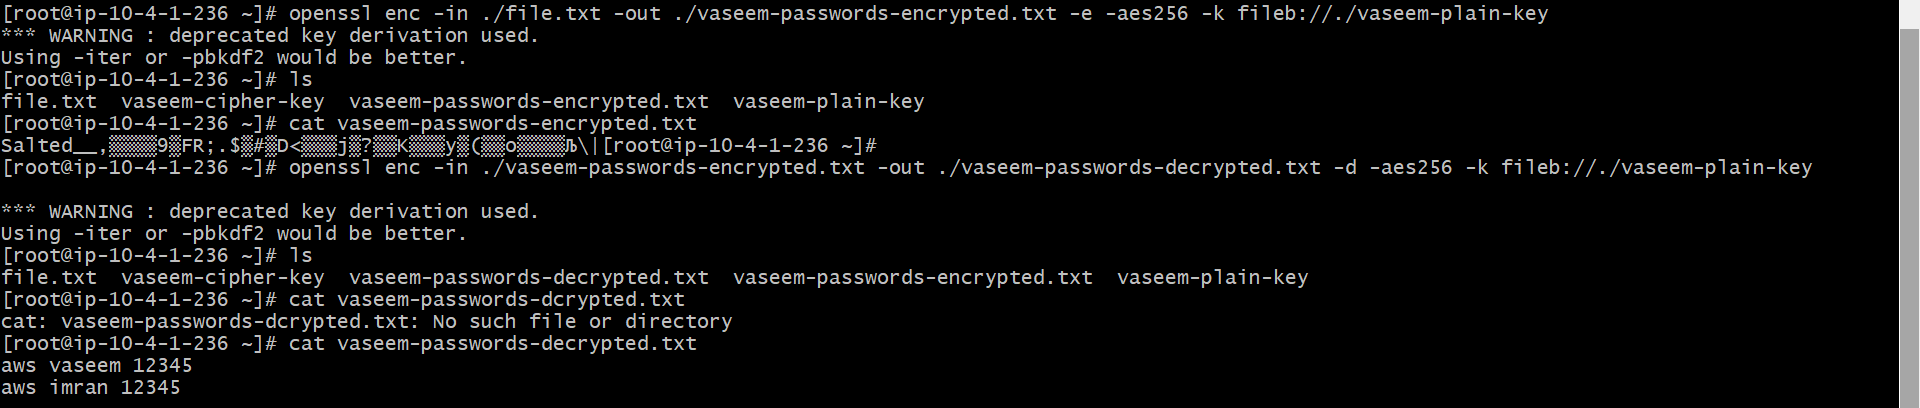 [root@ip-10-4-1-236 ~]# openssl enc -in ./file.txt -out ./vaseem-passwords-encrypted.txt -e -aes256 -k fileb://./vaseem-plain-key
*** WARNING : deprecated key derivation used.
Using -iter or -pbkdf2 would be better.
[root@ip-10-4-1-236 ~]# ls
file.txt  vaseem-cipher-key  vaseem-passwords-encrypted.txt  vaseem-plain-key
[root@ip-10-4-1-236 ~]# cat vaseem-passwords-encrypted.txt
Salted__,▒▒▒▒9▒FR;.$▒#▒D<▒▒▒j▒?▒▒K▒▒▒y▒(▒▒o▒▒▒▒Љ\|[root@ip-10-4-1-236 ~]#
[root@ip-10-4-1-236 ~]# openssl enc -in ./vaseem-passwords-encrypted.txt -out ./vaseem-passwords-decrypted.txt -d -aes256 -k fileb://./vaseem-plain-key
*** WARNING : deprecated key derivation used.
Using -iter or -pbkdf2 would be better.
[root@ip-10-4-1-236 ~]# ls
file.txt  vaseem-cipher-key  vaseem-passwords-decrypted.txt  vaseem-passwords-encrypted.txt  vaseem-plain-key
[root@ip-10-4-1-236 ~]# cat vaseem-passwords-dcrypted.txt
cat: vaseem-passwords-dcrypted.txt: No such file or directory
[root@ip-10-4-1-236 ~]# cat vaseem-passwords-decrypted.txt
aws vaseem 12345
aws imran 12345